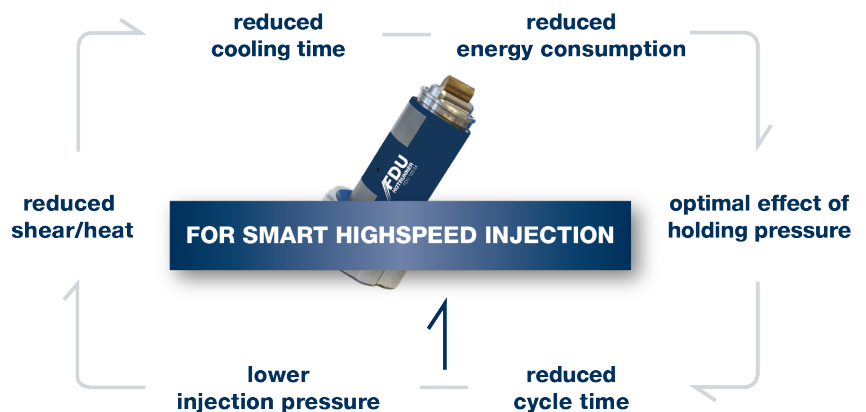 reduced
cooling time
reduced
energy consumption
FDU
HOTRUNNER
reduced
shear/heat
FOR SMART HIGHSPEED INJECTION
optimal effect of
holding pressure
lower
injection pressure
reduced
cycle time